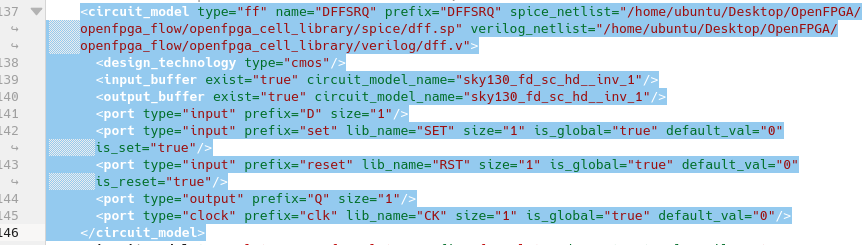 137 <circuit_model type="ff" name="DFFSRQ" prefix="DFFSRQ" spice_netlist="/home/ubuntu/Desktop/OpenFPGA/
openfpga_flow/openfpga_cell_library/spice/dff.sp" verilog_netlist="/home/ubuntu/Desktop/OpenFPGA/
openfpga_flow/openfpga_cell_library/verilog/dff.v">
138 <design_technology type="cmos"/>
139 <input_buffer exist="true" circuit_model_name="sky130_fd_sc_hd__inv_1"/>
140 <output_buffer exist="true" circuit_model_name="sky130_fd_sc_hd__inv_1"/>
141 <port type="input" prefix="D" size="1"/>
142 <port type="input" prefix="set" lib_name="SET" size="1" is_global="true" default_val="0"
is_set="true"/>
143 <port type="input" prefix="reset" lib_name="RST" size="1" is_global="true" default_val="0"
is_reset="true"/>
144 <port type="output" prefix="Q" size="1"/>
145 <port type="clock" prefix="clk" lib_name="CK" size="1" is_global="true" default_val="0"/>
146 </circuit_model>